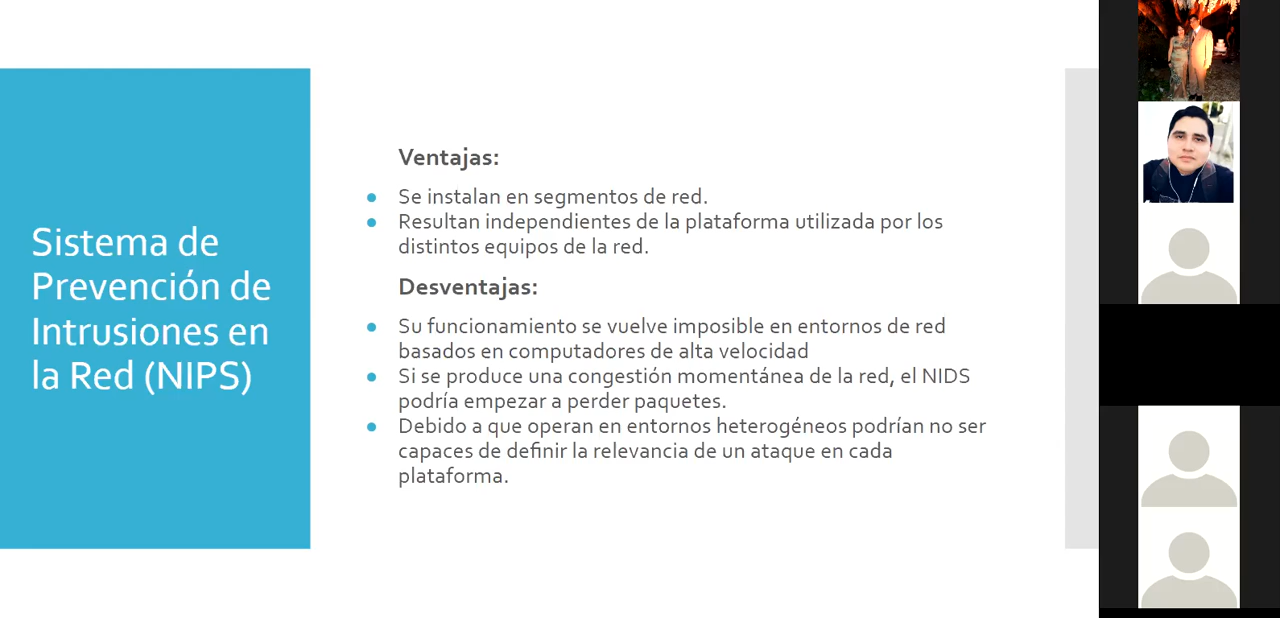 Sistema de
Prevención de
Intrusiones en
la Red (NIPS)
Ventajas:
Se instalan en segmentos de red.
Resultan independientes de la plataforma utilizada por los
distintos equipos de la red.
Desventajas:
Su funcionamiento se vuelve imposible en entornos de red
basados en computadores de alta velocidad
Si se produce una congestión momentánea de la red, el NIDS
podría empezar a perder paquetes.
Debido a que operan en entornos heterogéneos podrían no ser
capaces de definir la relevancia de un ataque en cada
plataforma.